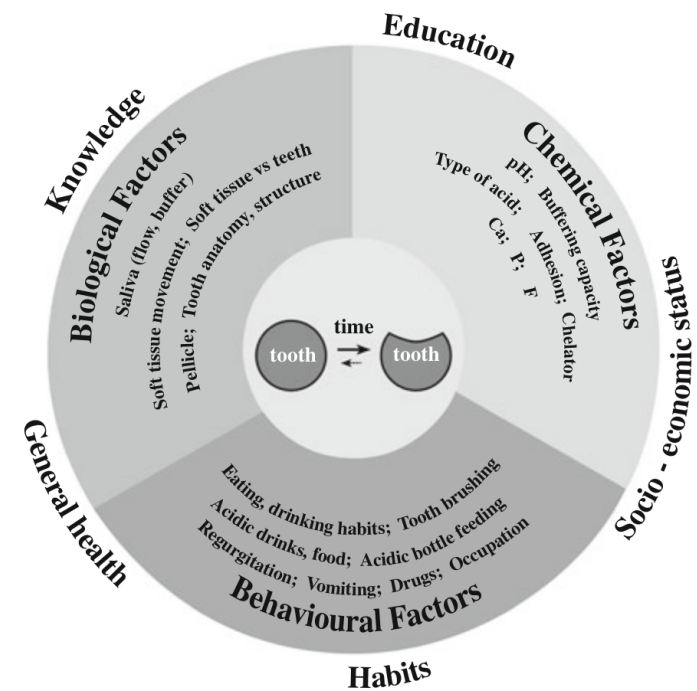 Education
Knowledge
Biological Factors
Saliva (flow, buffer)
Soft tissue movement; Soft tissue vs teeth
Pellicle; Tooth anatomy, structure
Chemical Factors
pH; Buffering capacity
Type of acid; Adhesion; Chelator
Ca; P; F
Socio - economic status
time
tooth
tooth
Eating, drinking habits; Tooth brushing
Acidic drinks, food; Acidic bottle feeding
Regurgitation; Vomiting; Drugs; Occupation
Behavioural Factors
General health
Habits